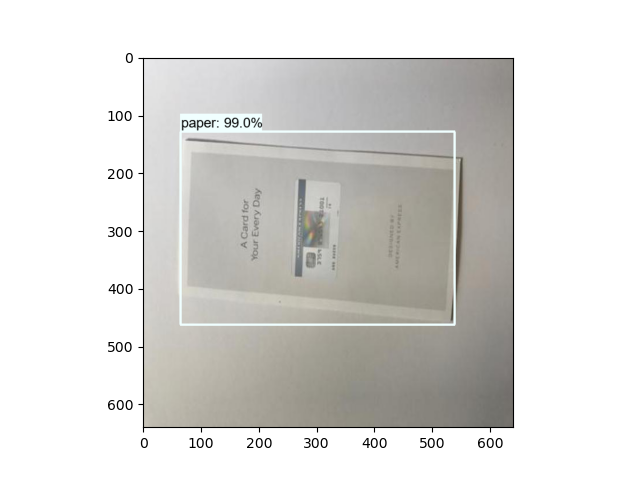 paper: 99.0%
A Card for
Your Every Day
DESIGNED BY
AMERICAN EXPRESS
0
100
200
300
400
500
600
0 100 200 300 400 500 600